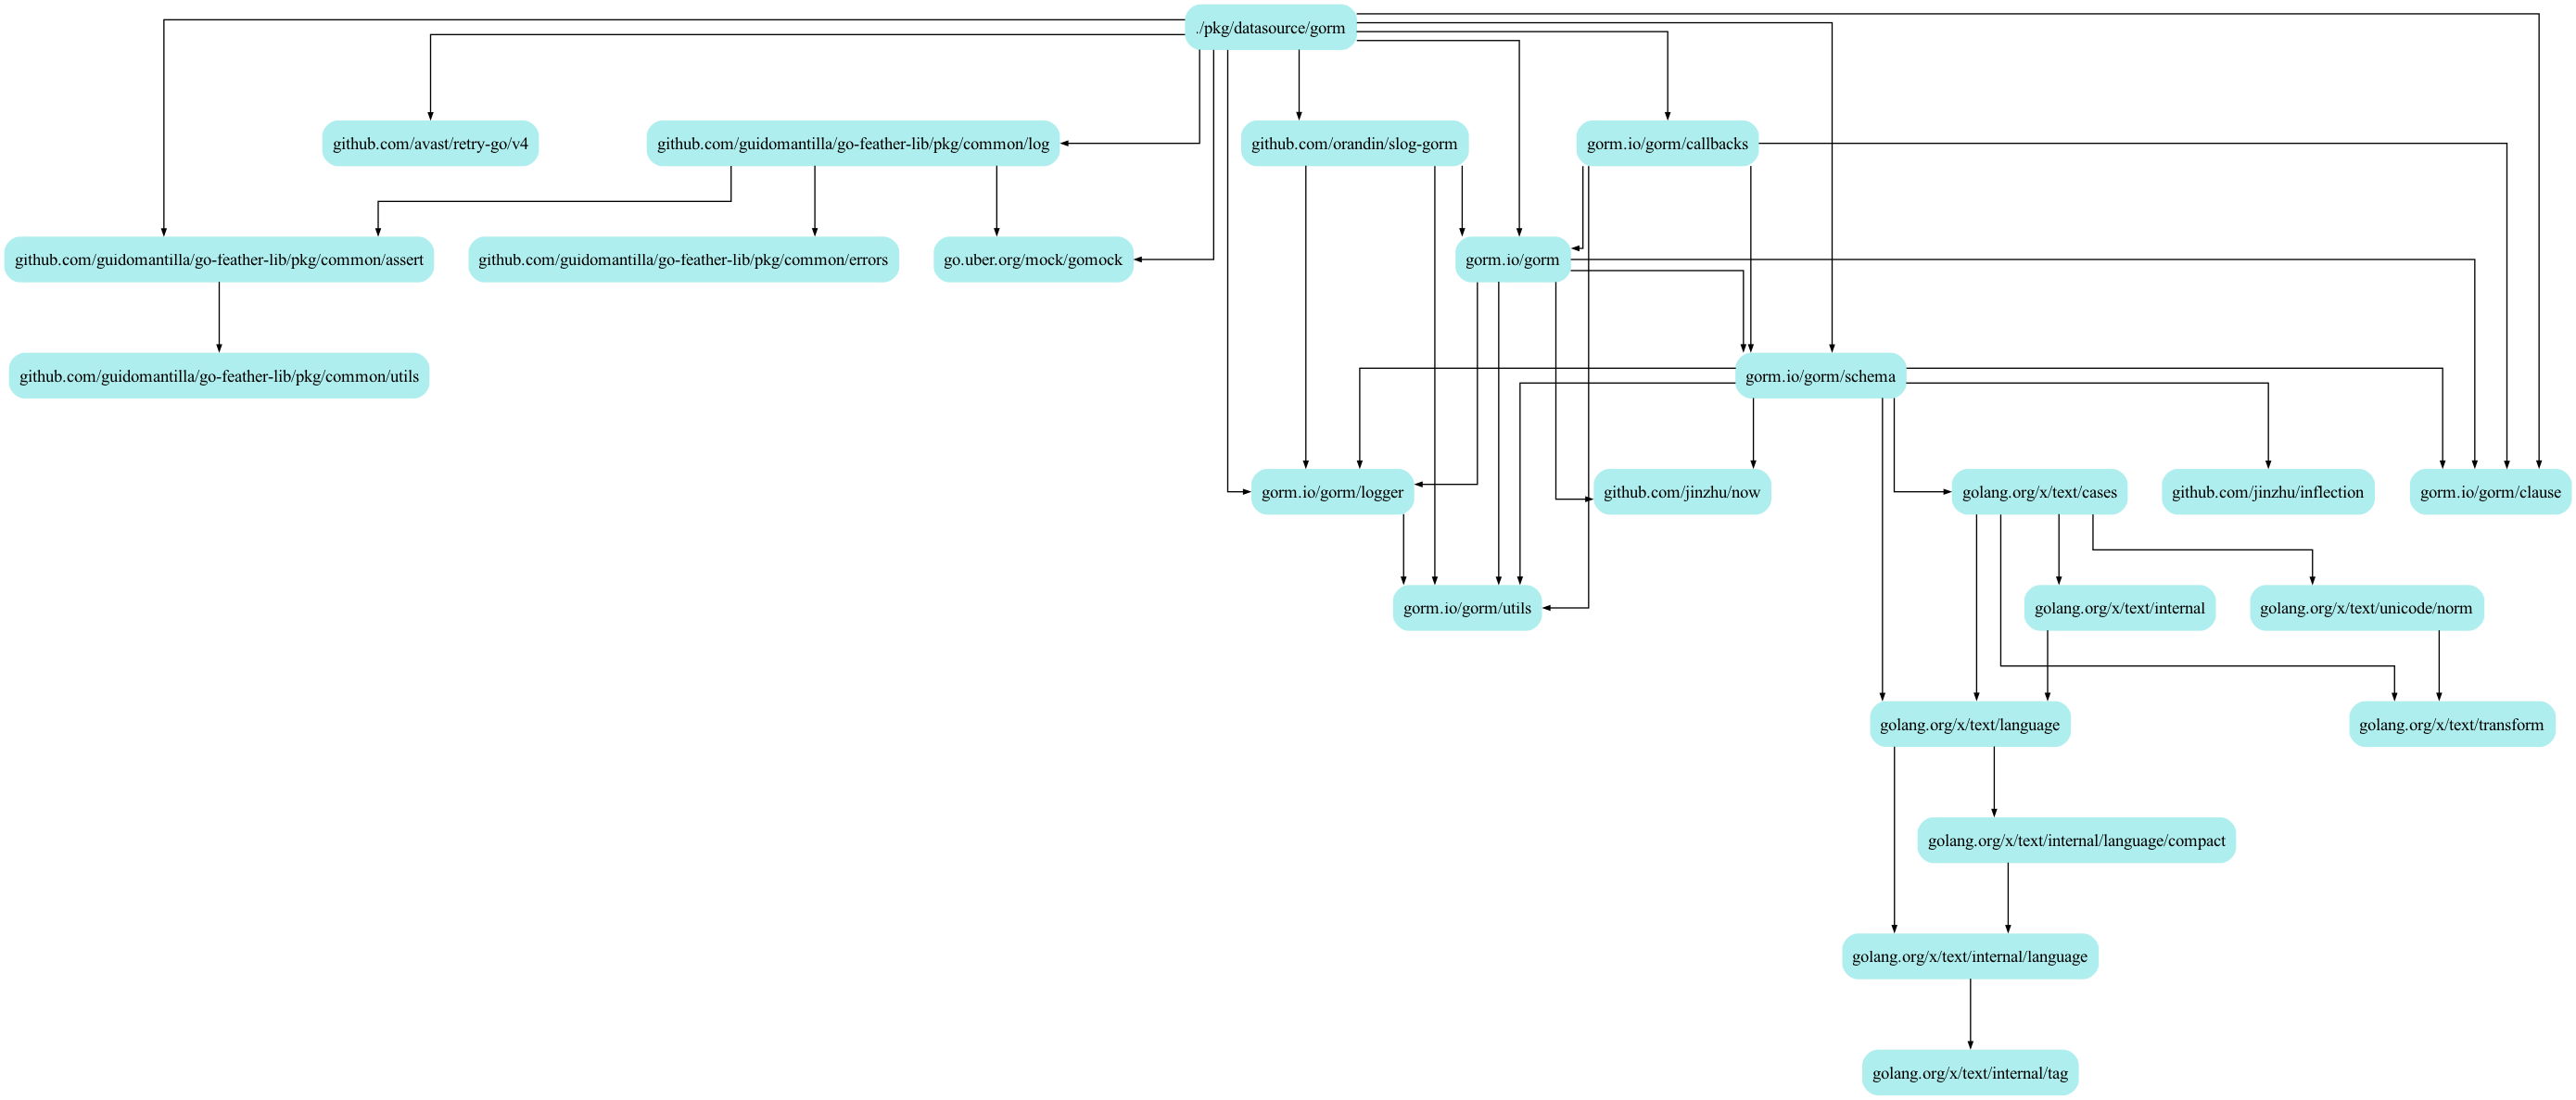 ./pkg/datasource/gorm
github.com/avast/retry-go/v4
github.com/guidomantilla/go-feather-lib/pkg/common/log
github.com/orandin/slog-gorm
gorm.io/gorm/callbacks
github.com/guidomantilla/go-feather-lib/pkg/common/assert
github.com/guidomantilla/go-feather-lib/pkg/common/errors
go.uber.org/mock/gomock
gorm.io/gorm
github.com/guidomantilla/go-feather-lib/pkg/common/utils
gorm.io/gorm/schema
gorm.io/gorm/logger
github.com/jinzhu/now
golang.org/x/text/cases
github.com/jinzhu/inflection
gorm.io/gorm/clause
gorm.io/gorm/utils
golang.org/x/text/internal
golang.org/x/text/unicode/norm
golang.org/x/text/language
golang.org/x/text/transform
golang.org/x/text/internal/language/compact
golang.org/x/text/internal/language
golang.org/x/text/internal/tag